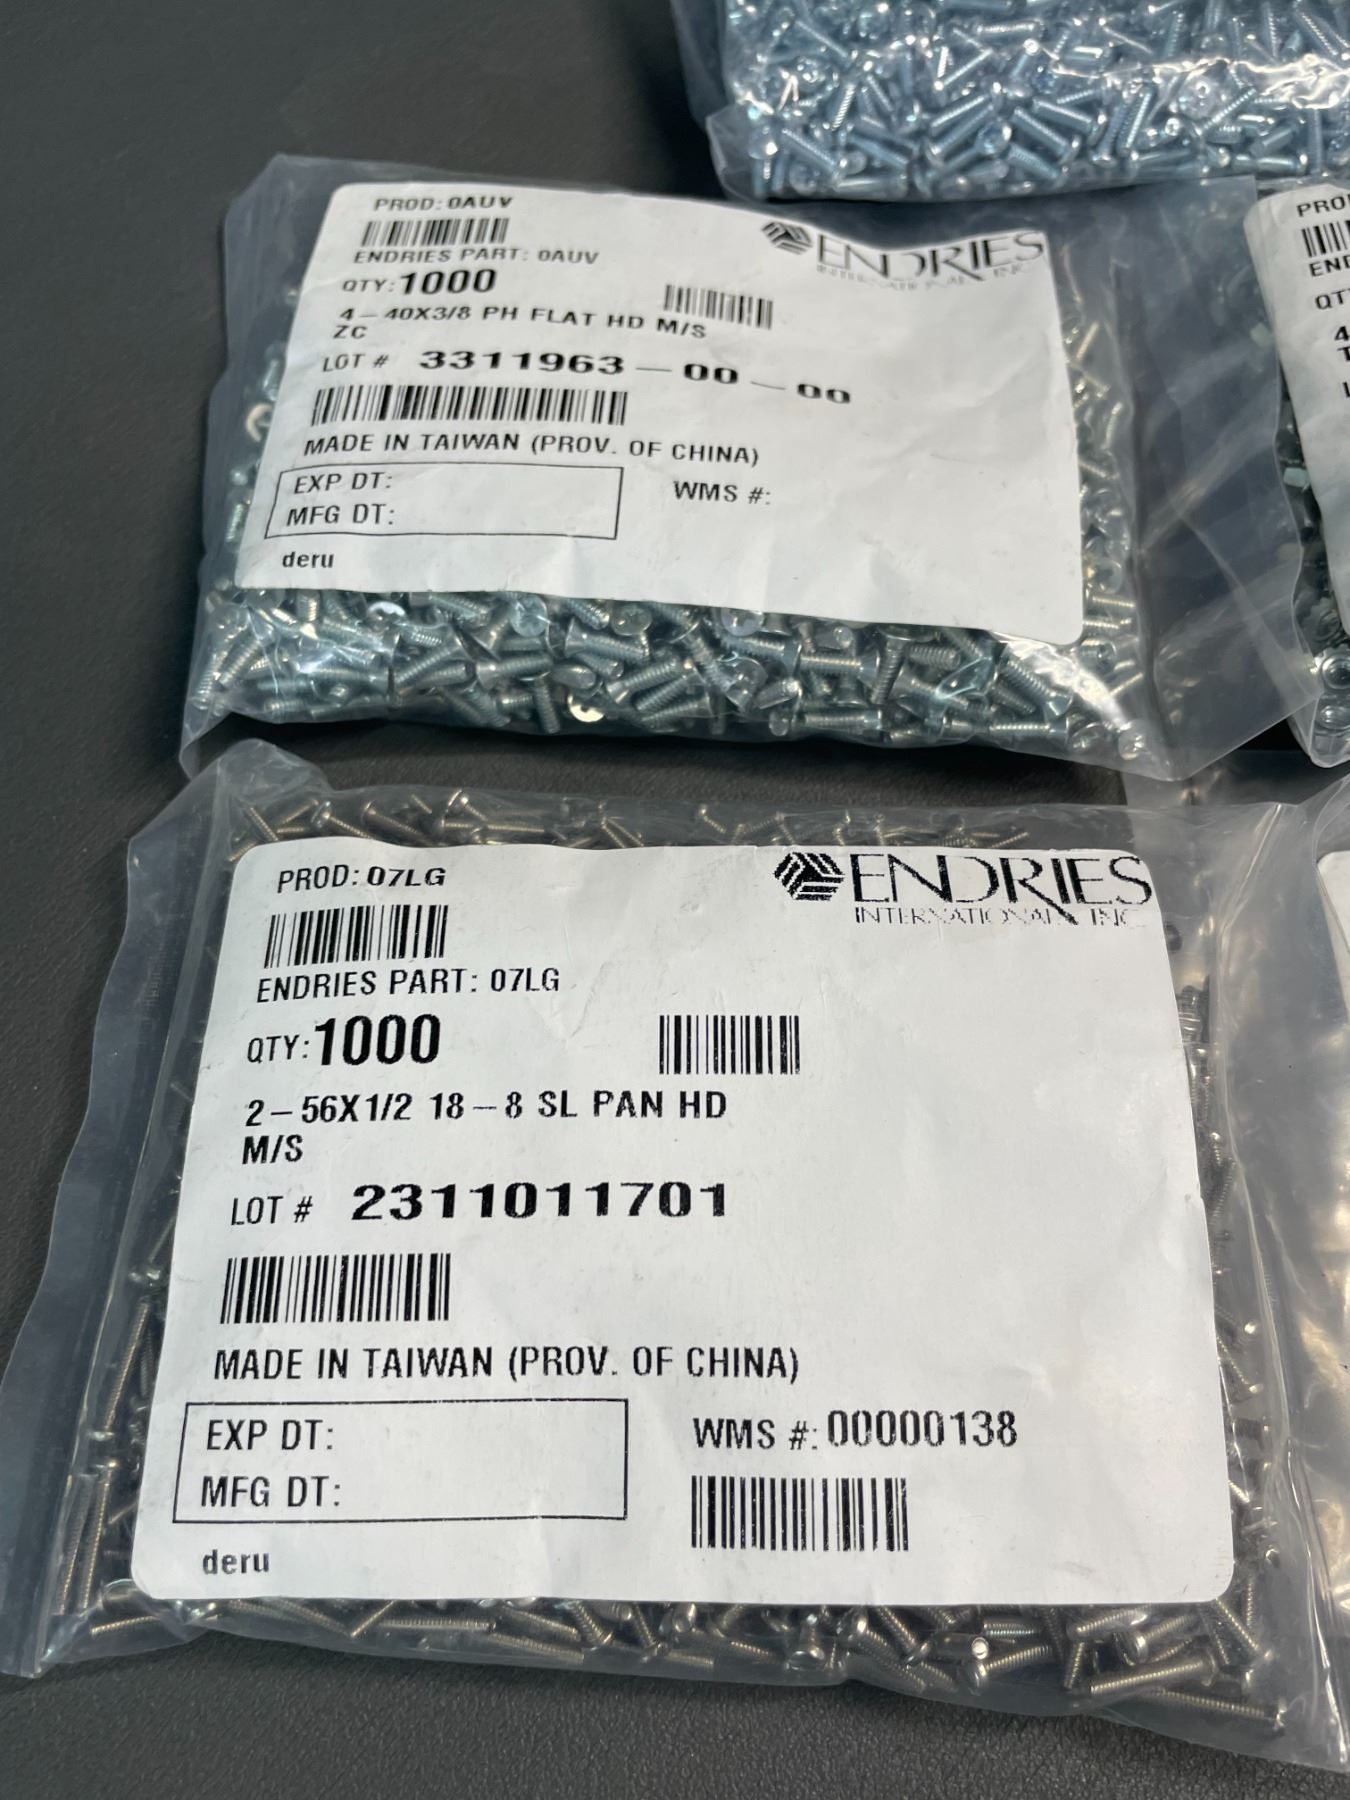 PROD: 0AUV
ENDRIES
INTERNATIONAL, INC.
ENDRIES PART: 0AUV
QTY: 1000
4-40X3/8 PH FLAT HD M/S
ZC
LOT # 3311963-00-00
MADE IN TAIWAN (PROV. OF CHINA)
EXP DT:
MFG DT:
WMS #:
deru
PROD: 07LG
ENDRIES
INTERNATIONAL, INC.
ENDRIES PART: 07LG
QTY: 1000
2-56X1/2 18-8 SL PAN HD
M/S
LOT # 2311011701
MADE IN TAIWAN (PROV. OF CHINA)
EXP DT:
MFG DT:
WMS #: 00000138
deru